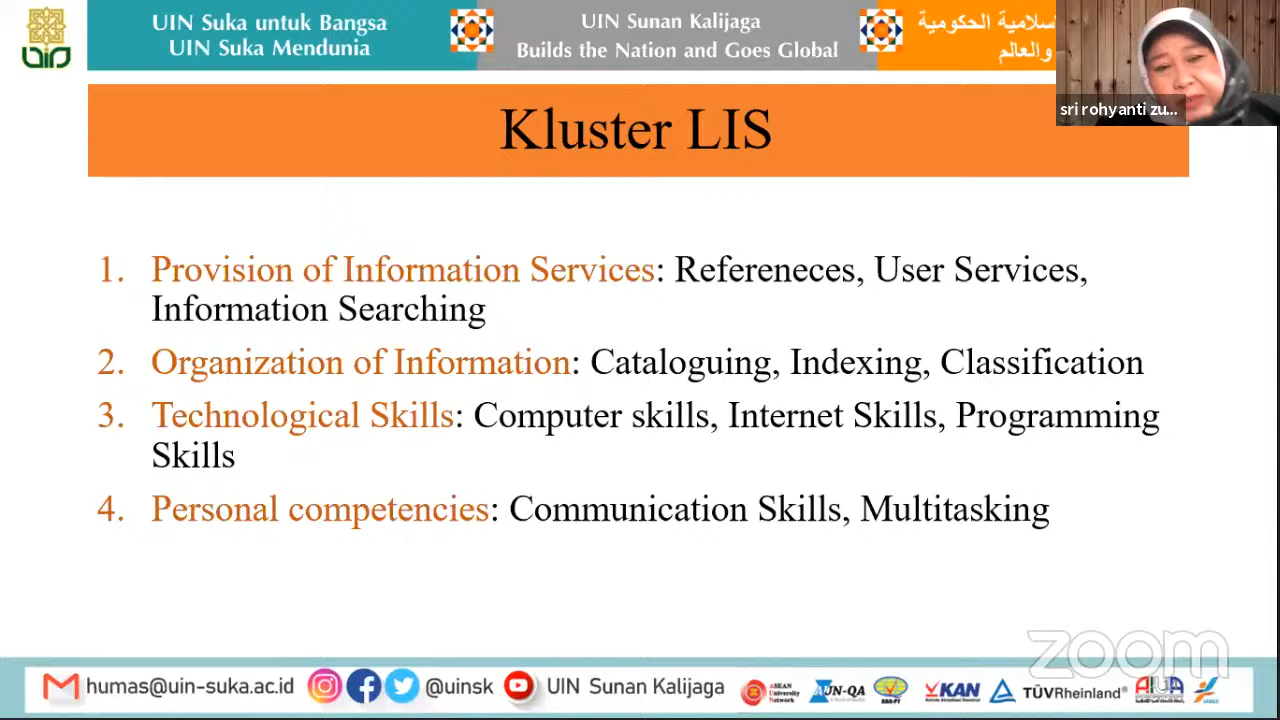 UIN Suka untuk Bangsa
UIN Suka Mendunia
UIN Sunan Kalijaga
Builds the Nation and Goes Global
سلامية الحكومية
والعالم
sri rohyanti zu...
Kluster LIS
1. Provision of Information Services: Refereneces, User Services,
Information Searching
2. Organization of Information: Cataloguing, Indexing, Classification
3. Technological Skills: Computer skills, Internet Skills, Programming
Skills
4. Personal competencies: Communication Skills, Multitasking
zoom
humas@uin-suka.ac.id
@uinsk
UIN Sunan Kalijaga
ASEAN
University
Network
AUN-QA
BAN-PT
KAN
TÜVRheinland®